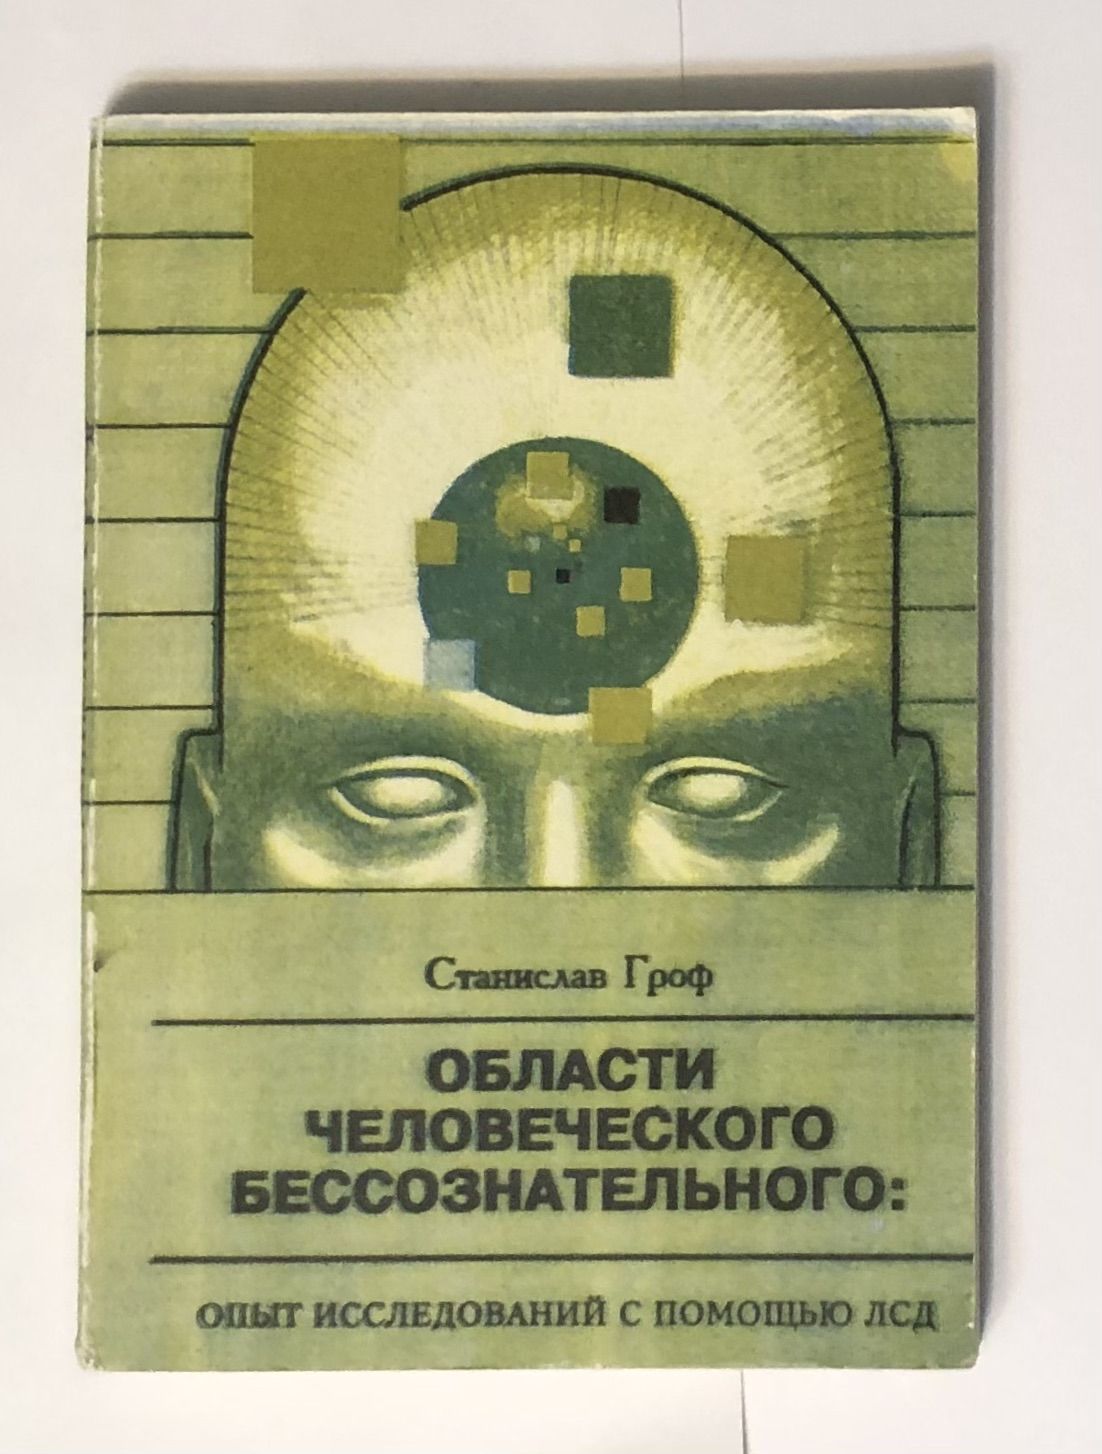 Станислав Гроф
ОБЛАСТИ
ЧЕЛОВЕЧЕСКОГО
БЕССОЗНАТЕЛЬНОГО:
ОПЫТ ИССЛЕДОВАНИЙ С ПОМОЩЬЮ ЛСД